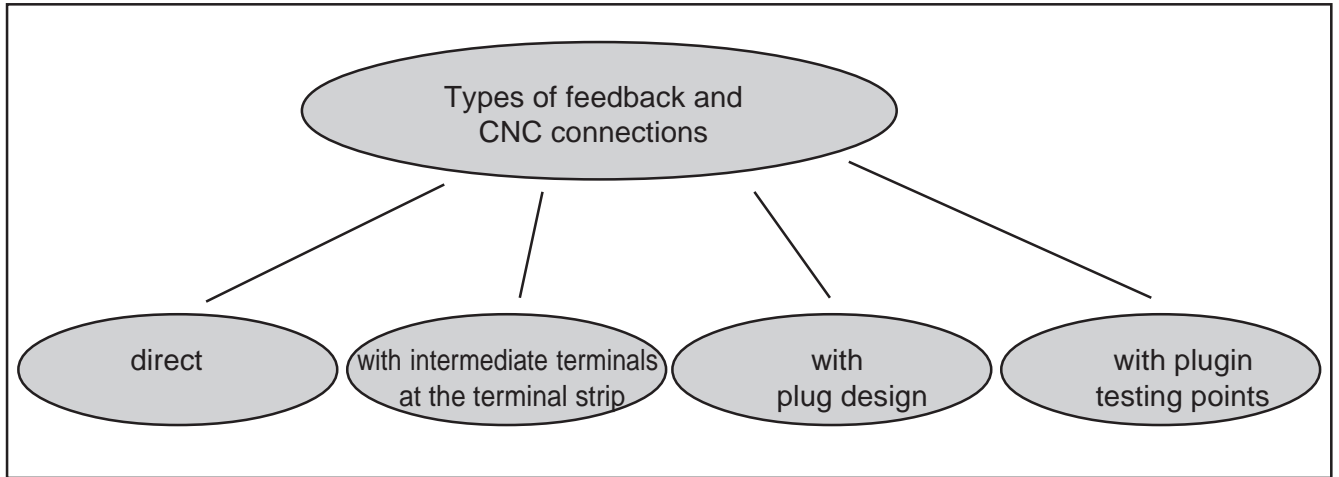 Types of feedback and
CNC connections
direct
with intermediate terminals
at the terminal strip
with
plug design
with plugin
testing points